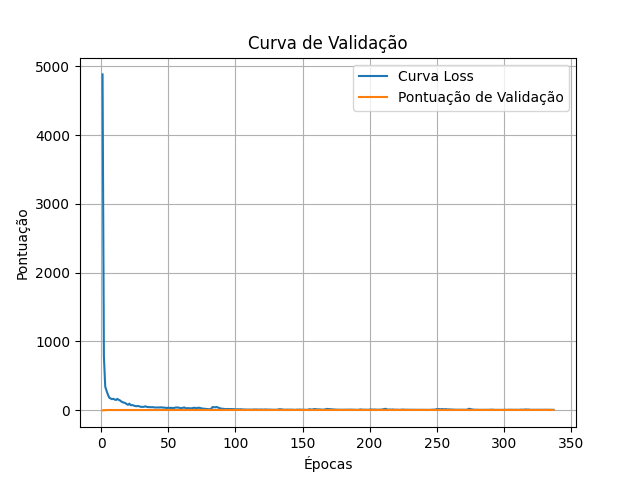 Curva de Validação
Curva Loss
Pontuação de Validação
Pontuação
5000
4000
3000
2000
1000
0
0 50 100 150 200 250 300 350
Épocas